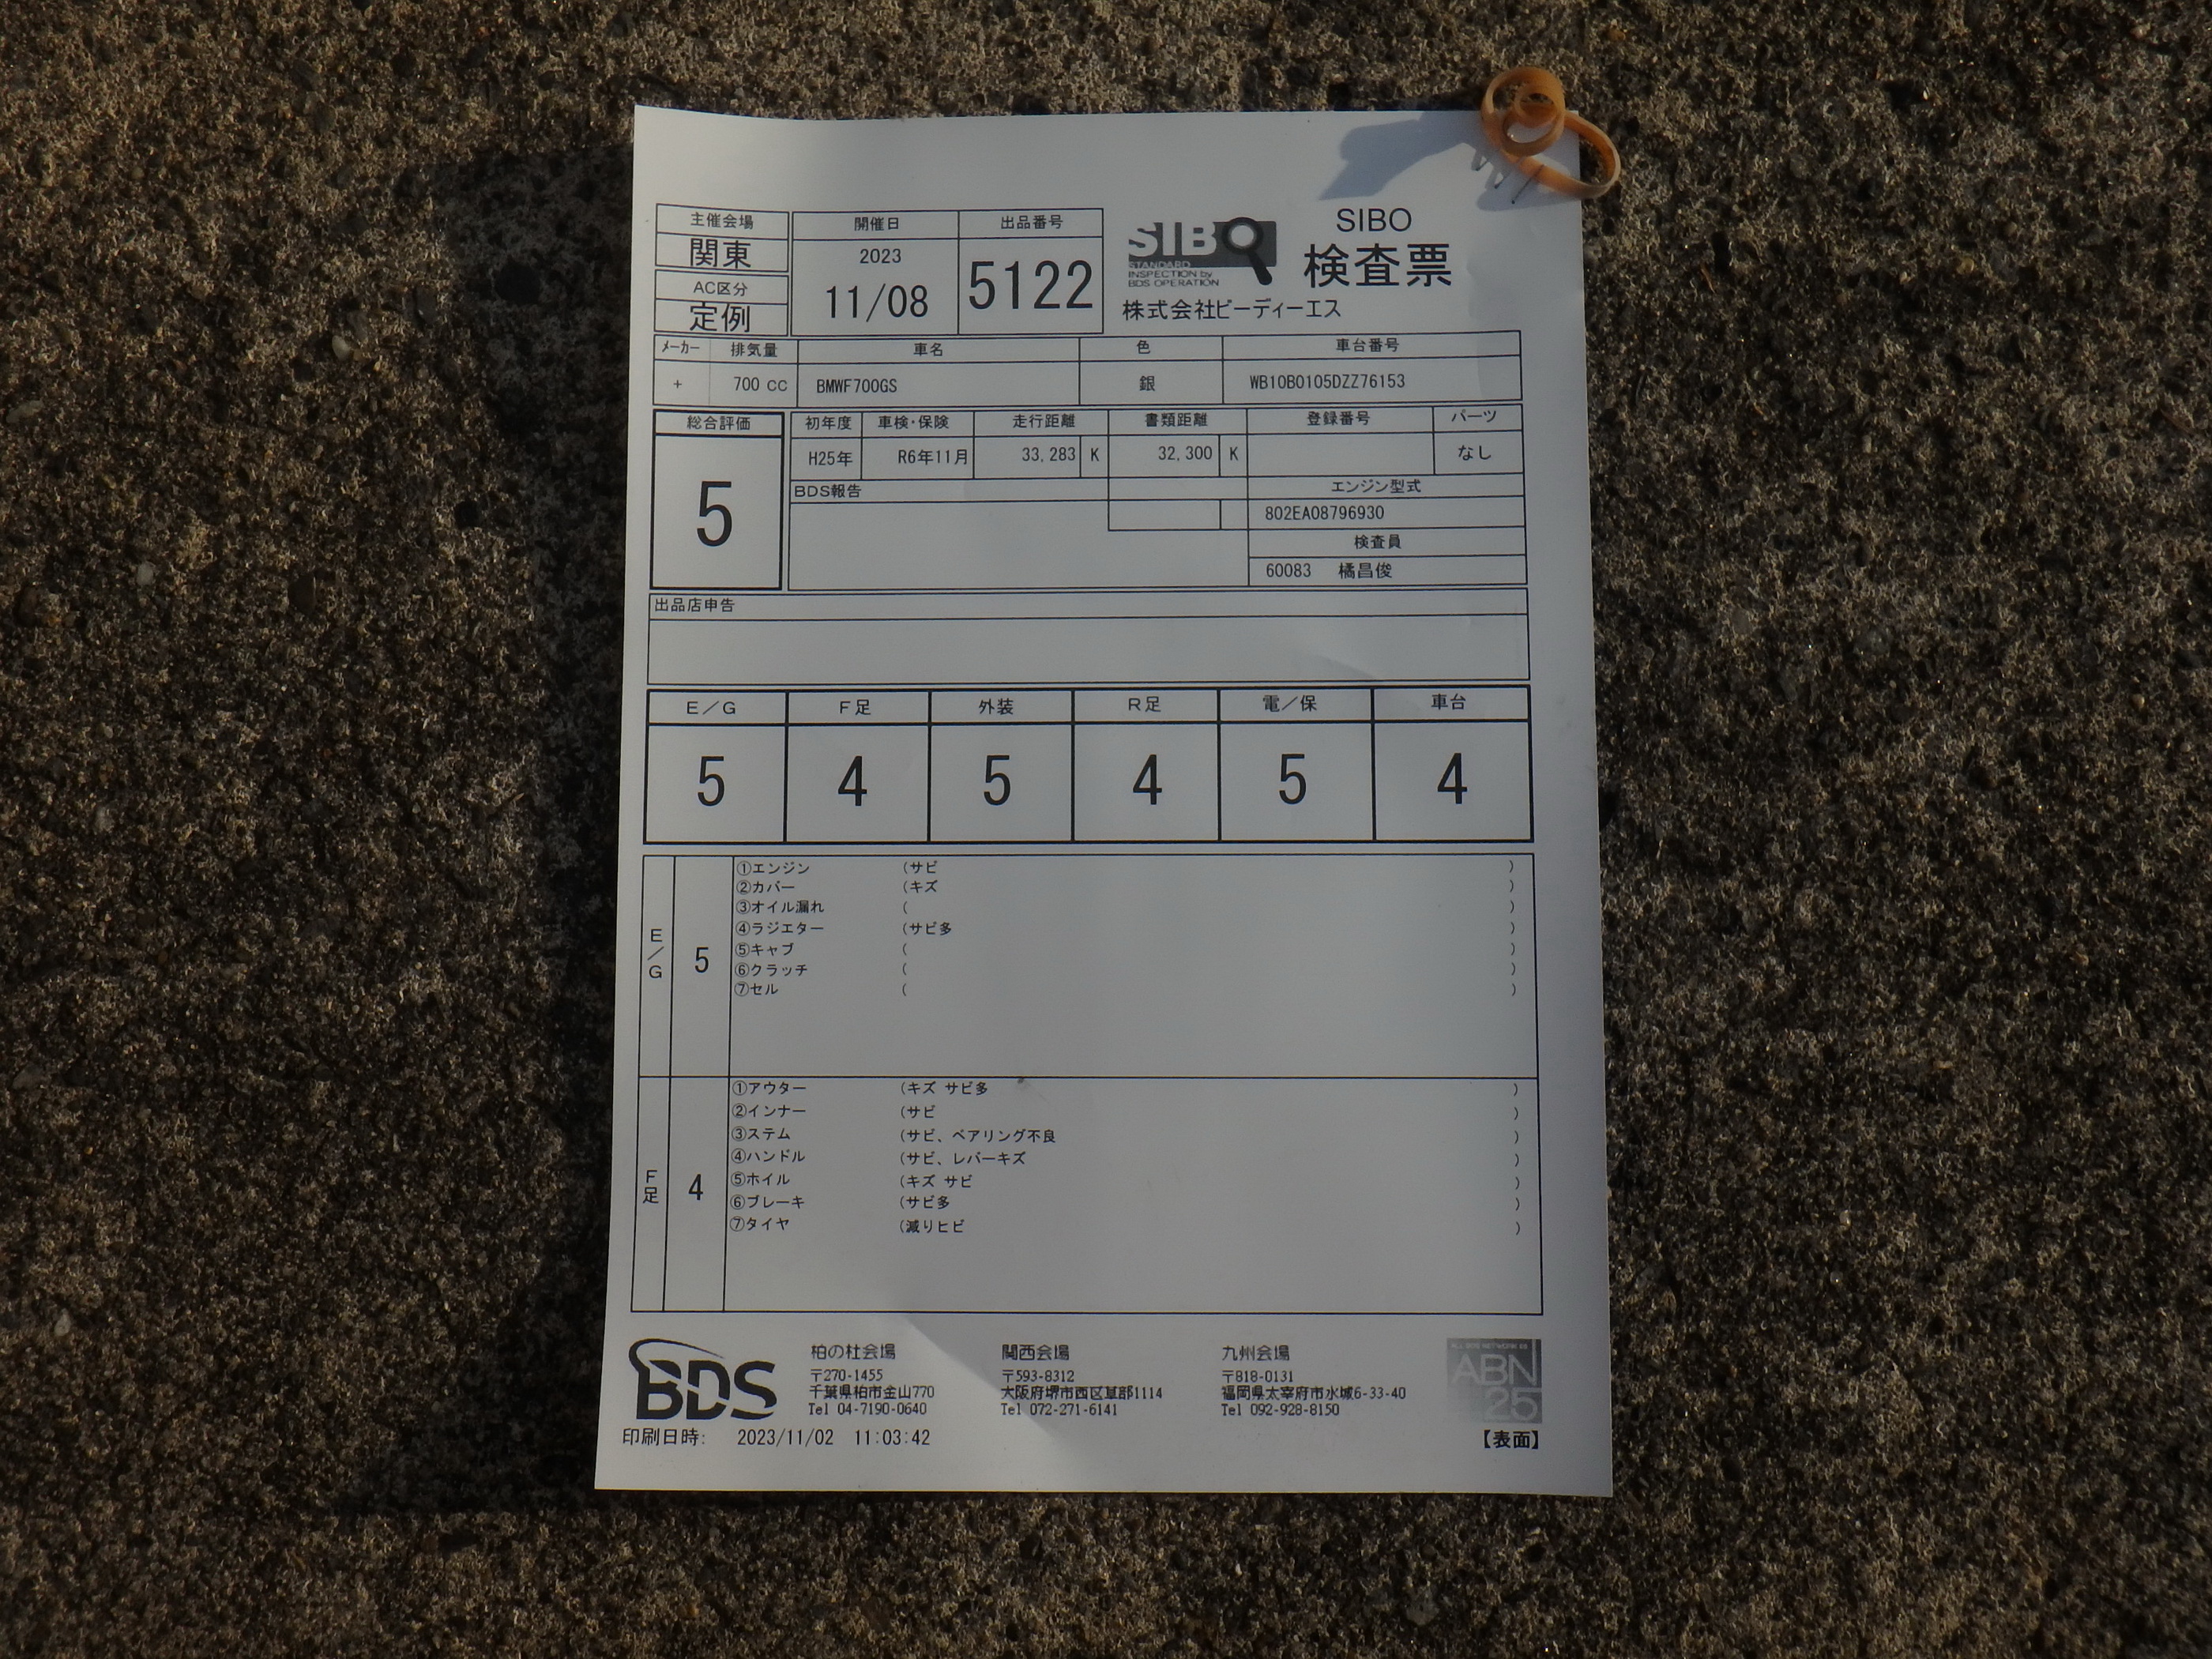 主催会場 開催日 出品番号
関東 2023 11/08 5122
AC区分
定例
SIBO
STANDARD
INSPECTION by
BDS OPERATION
SIBO
検査票
株式会社ビーディーエス
メーカー 排気量 車名 色 車台番号
+ 700 CC BMWF700GS 銀 WB10B0105DZZ76153
総合評価 初年度 車検・保険 走行距離 書類距離 登録番号 パーツ
5 H25年 R6年11月 33,283 K 32,300 K なし
BDS報告 エンジン型式
802EA08796930
検査員
60083 橘昌俊
出品店申告
E/G F足 外装 R足 電/保 車台
5 4 5 4 5 4
E/G 5
①エンジン (サビ )
②カバー (キズ )
③オイル漏れ ( )
④ラジエター (サビ多 )
⑤キャブ ( )
⑥クラッチ ( )
⑦セル ( )
F足 4
①アウター (キズ サビ多 )
②インナー (サビ )
③ステム (サビ、ベアリング不良 )
④ハンドル (サビ、レバーキズ )
⑤ホイル (キズ サビ )
⑥ブレーキ (サビ多 )
⑦タイヤ (減りヒビ )
BDS
柏の杜会場
〒270-1455
千葉県柏市金山770
Tel 04-7190-0640
関西会場
〒593-8312
大阪府堺市西区草部1114
Tel 072-271-6141
九州会場
〒818-0131
福岡県太宰府市水城6-33-40
Tel 092-928-8150
ABN
25
印刷日時: 2023/11/02 11:03:42
【表面】